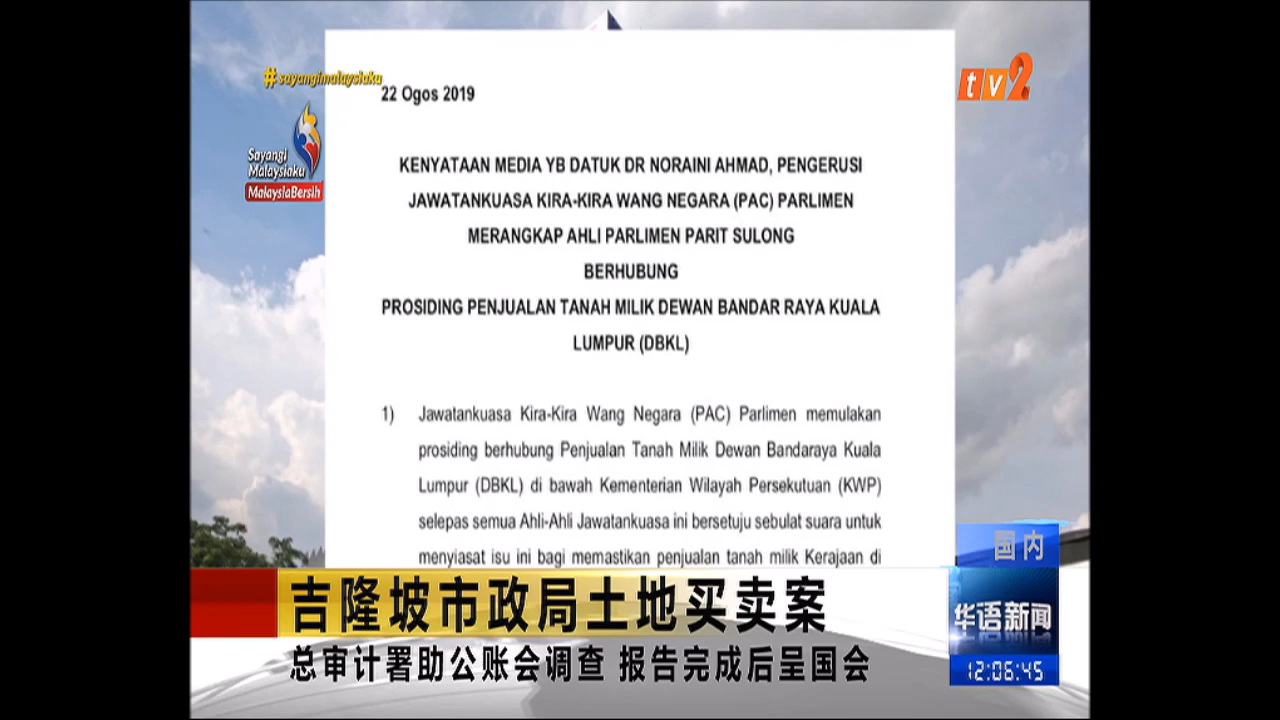 #sayangimalaysiaku
Sayangi
Malaysiaku
MalaysiaBersih
tv2
22 Ogos 2019
KENYATAAN MEDIA YB DATUK DR NORAINI AHMAD, PENGERUSI
JAWATANKUASA KIRA-KIRA WANG NEGARA (PAC) PARLIMEN
MERANGKAP AHLI PARLIMEN PARIT SULONG
BERHUBUNG
PROSIDING PENJUALAN TANAH MILIK DEWAN BANDAR RAYA KUALA
LUMPUR (DBKL)
1) Jawatankuasa Kira-Kira Wang Negara (PAC) Parlimen memulakan
prosiding berhubung Penjualan Tanah Milik Dewan Bandaraya Kuala
Lumpur (DBKL) di bawah Kementerian Wilayah Persekutuan (KWP)
selepas semua Ahli-Ahli Jawatankuasa ini bersetuju sebulat suara untuk
menyiasat isu ini bagi memastikan penjualan tanah milik Kerajaan di
国内
吉隆坡市政局土地买卖案
华语新闻
总审计署助公账会调查 报告完成后呈国会
12:06:45